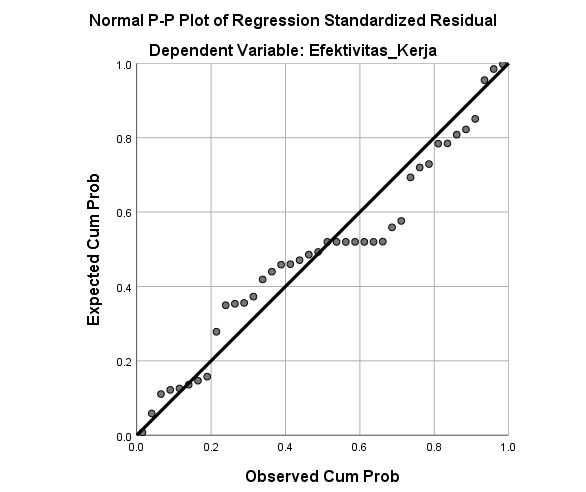 Normal P-P Plot of Regression Standardized Residual
Dependent Variable: Efektivitas_Kerja
1.0
0.8
0.6
0.4
0.2
0.0
Expected Cum Prob
0.0 0.2 0.4 0.6 0.8 1.0
Observed Cum Prob